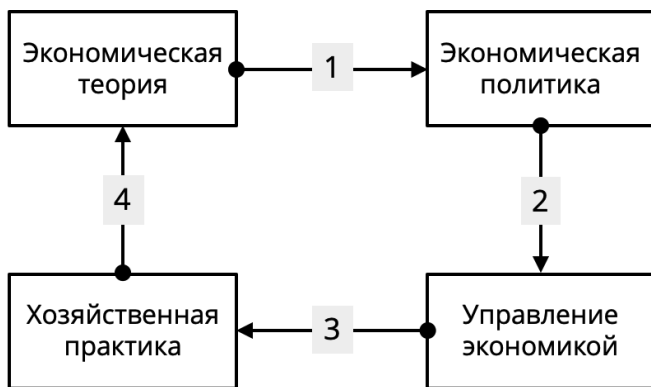 Экономическая
теория
1
Экономическая
политика
4
2
Хозяйственная
практика
3
Управление
экономикой